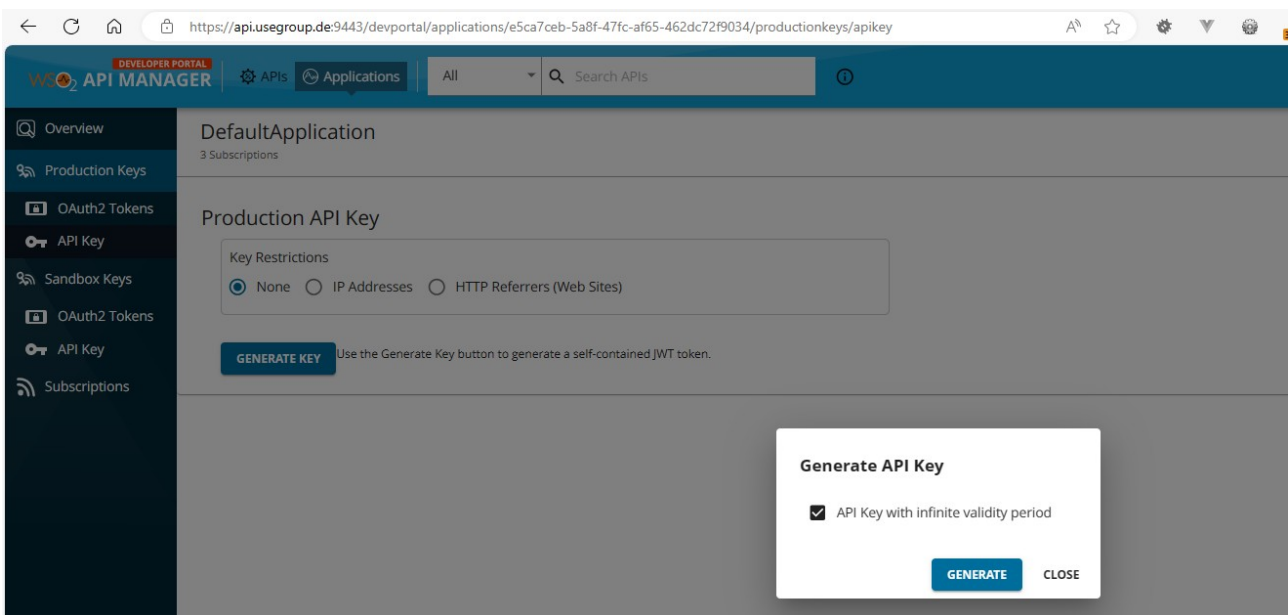 https://api.usegroup.de:9443/devportal/applications/e5ca7ceb-5a8f-47fc-af65-462dc72f9034/productionkeys/apikey
DEVELOPER PORTAL
WSO2 API MANAGER
APIs
Applications
All
Search APIs
Overview
Production Keys
OAuth2 Tokens
API Key
Sandbox Keys
OAuth2 Tokens
API Key
Subscriptions
DefaultApplication
3 Subscriptions
Production API Key
Key Restrictions
None IP Addresses HTTP Referrers (Web Sites)
GENERATE KEY Use the Generate Key button to generate a self-contained JWT token.
Generate API Key
API Key with infinite validity period
GENERATE CLOSE